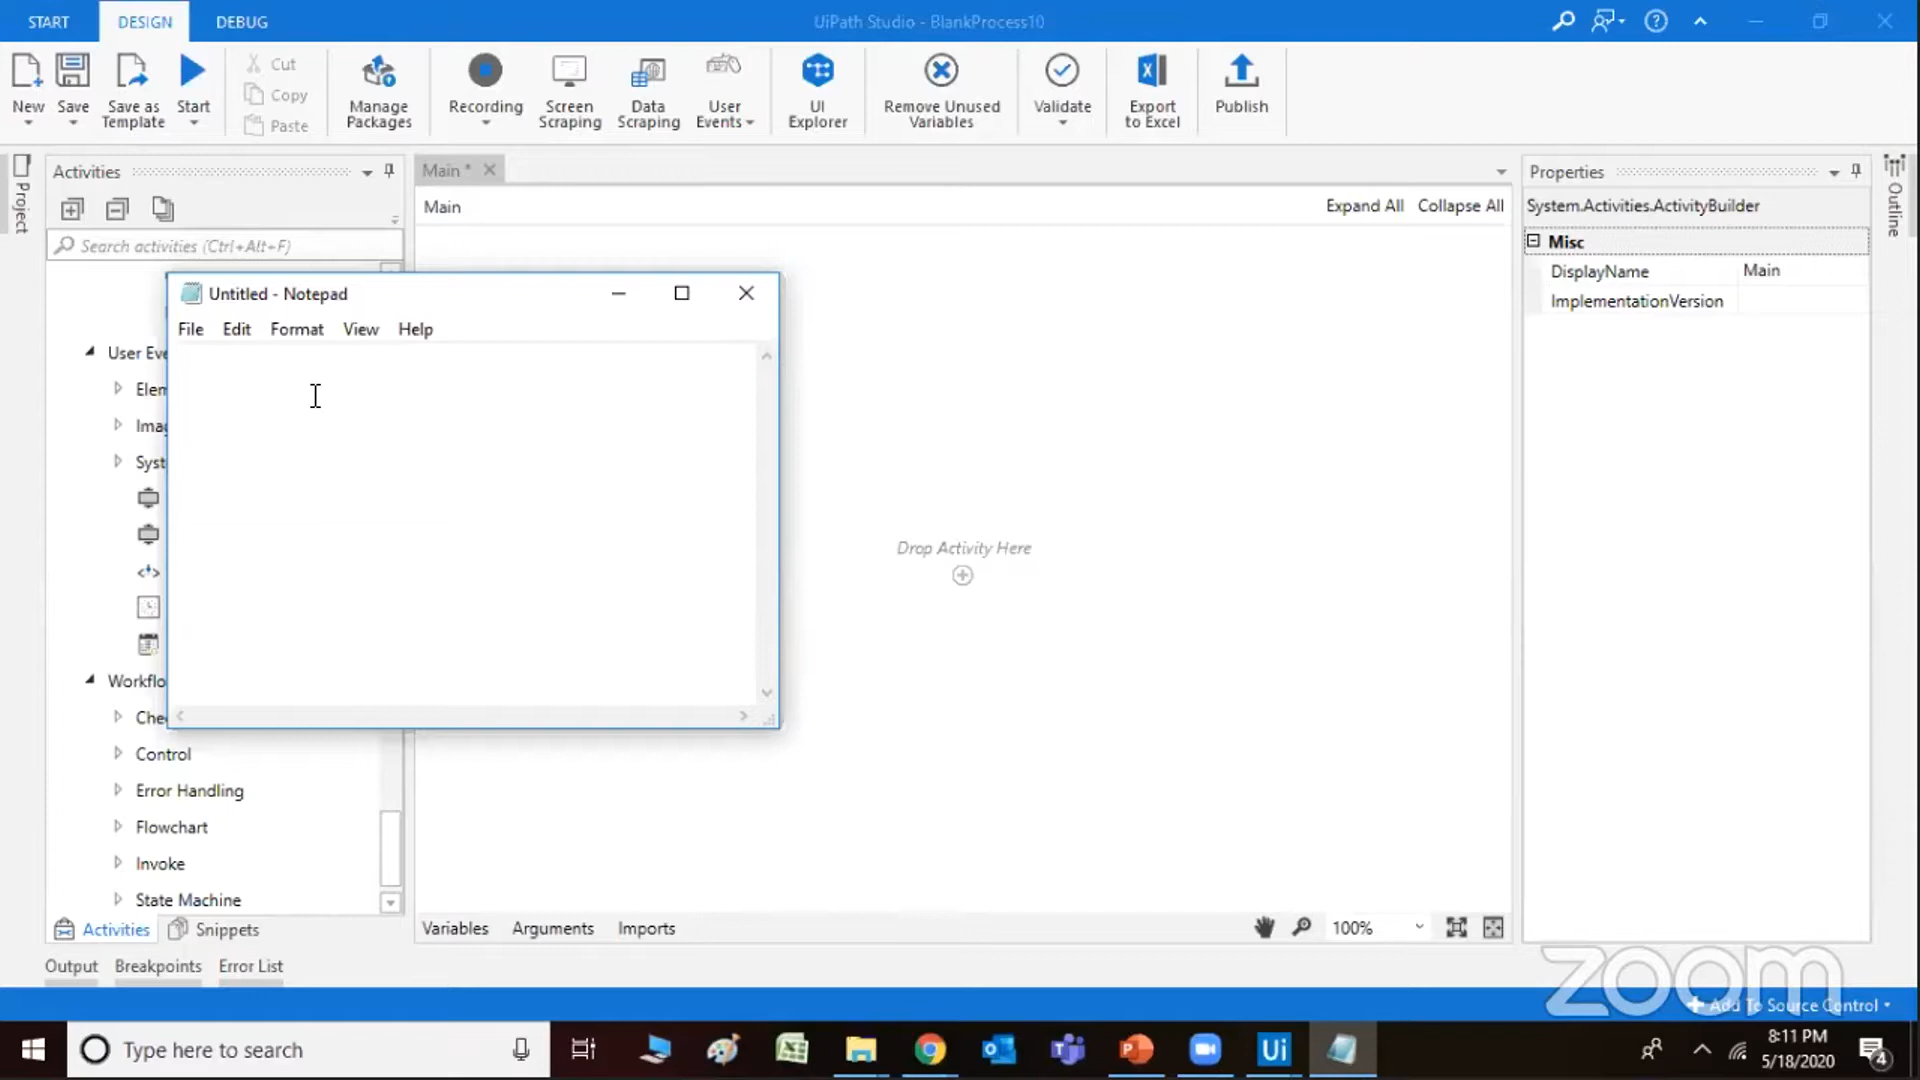 START DESIGN DEBUG UiPath Studio - BlankProcess10
New Save Save as Template Start
Cut
Copy
Paste
Manage Packages
Recording Screen Scraping Data Scraping User Events
UI Explorer
Remove Unused Variables
Validate
Export to Excel
Publish
Project
Activities
Search activities (Ctrl+Alt+F)
User Eve
Elem
Imag
Syst
Workflo
Che
Control
Error Handling
Flowchart
Invoke
State Machine
Activities Snippets
Output Breakpoints Error List
Untitled - Notepad
File Edit Format View Help
Main *
Main Expand All Collapse All
Drop Activity Here
Variables Arguments Imports 100%
Properties
System.Activities.ActivityBuilder
Misc
DisplayName Main
ImplementationVersion
Outline
zoom
Add To Source Control
Type here to search
Ui
8:11 PM
5/18/2020
4